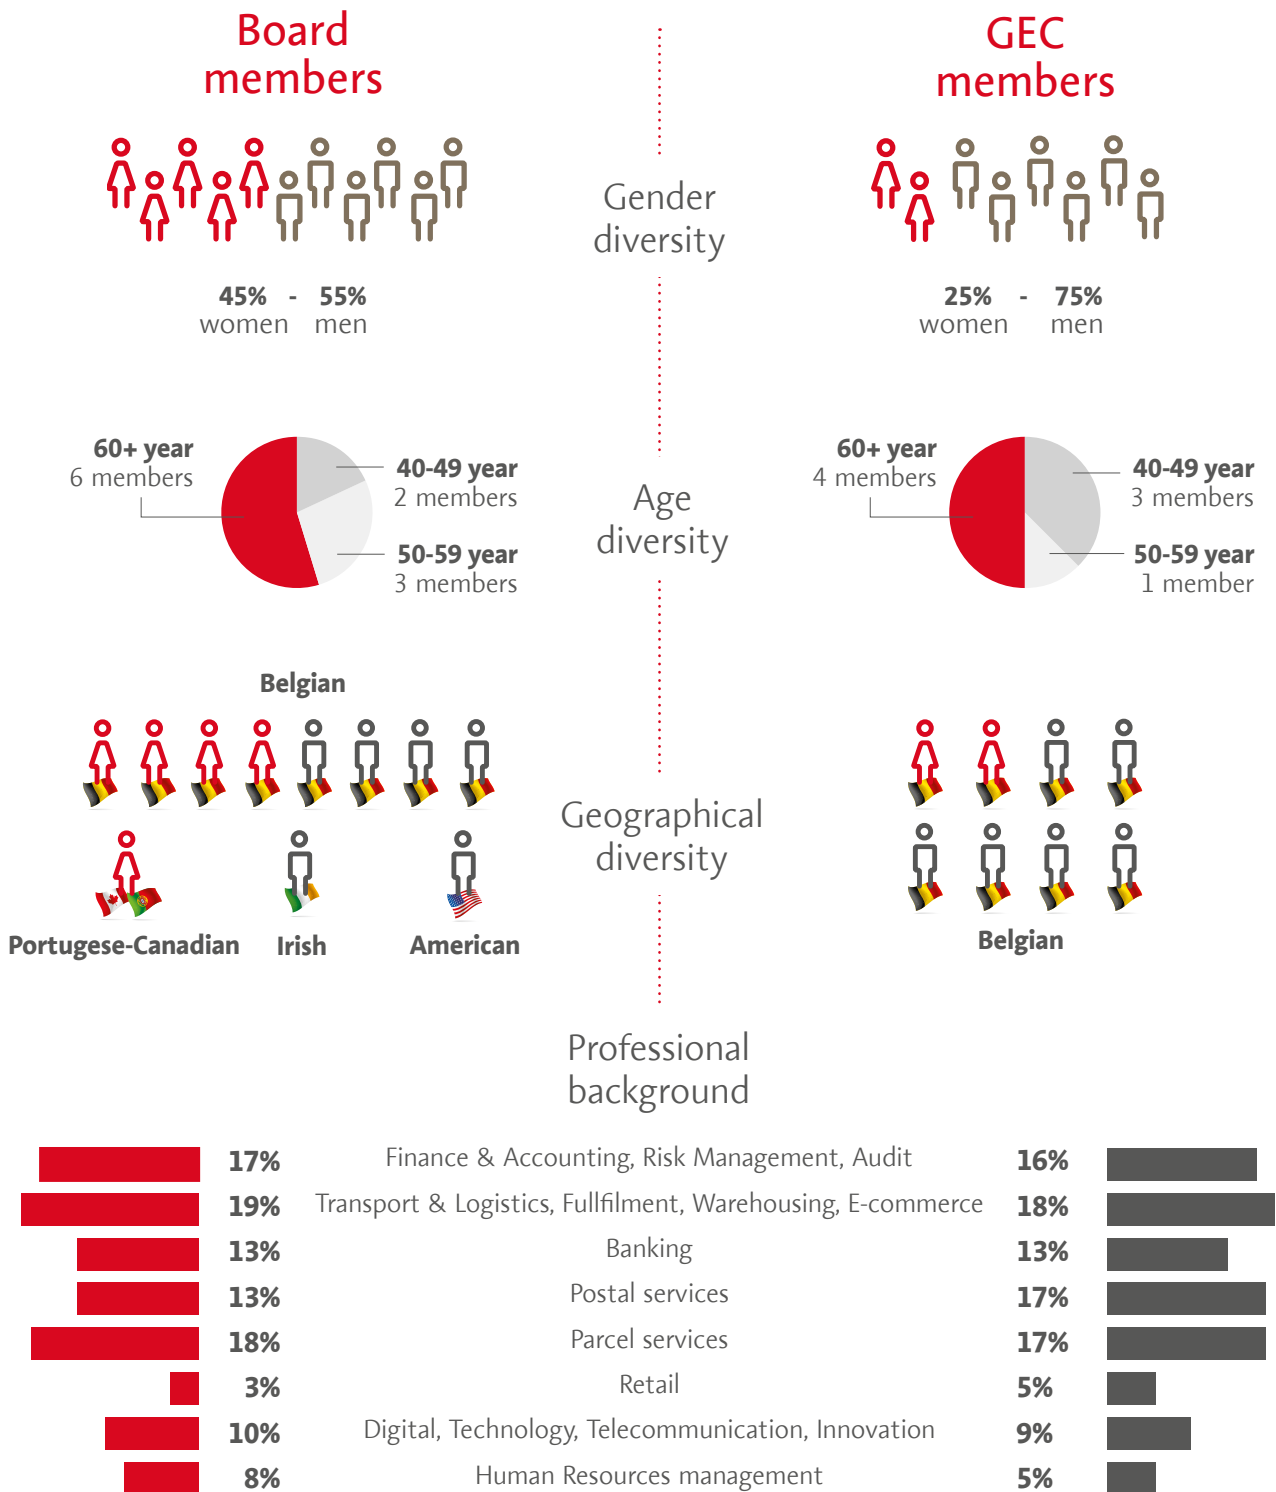 Board
members
GEC
members
Gender
diversity
45% - 55%
women men
25% - 75%
women men
Age
diversity
60+ year
6 members
40-49 year
2 members
50-59 year
3 members
60+ year
4 members
40-49 year
3 members
50-59 year
1 member
Geographical
diversity
Belgian
Portugese-Canadian
Irish
American
Belgian
Professional
background
17% Finance & Accounting, Risk Management, Audit 16%
19% Transport & Logistics, Fullfilment, Warehousing, E-commerce 18%
13% Banking 13%
13% Postal services 17%
18% Parcel services 17%
3% Retail 5%
10% Digital, Technology, Telecommunication, Innovation 9%
8% Human Resources management 5%